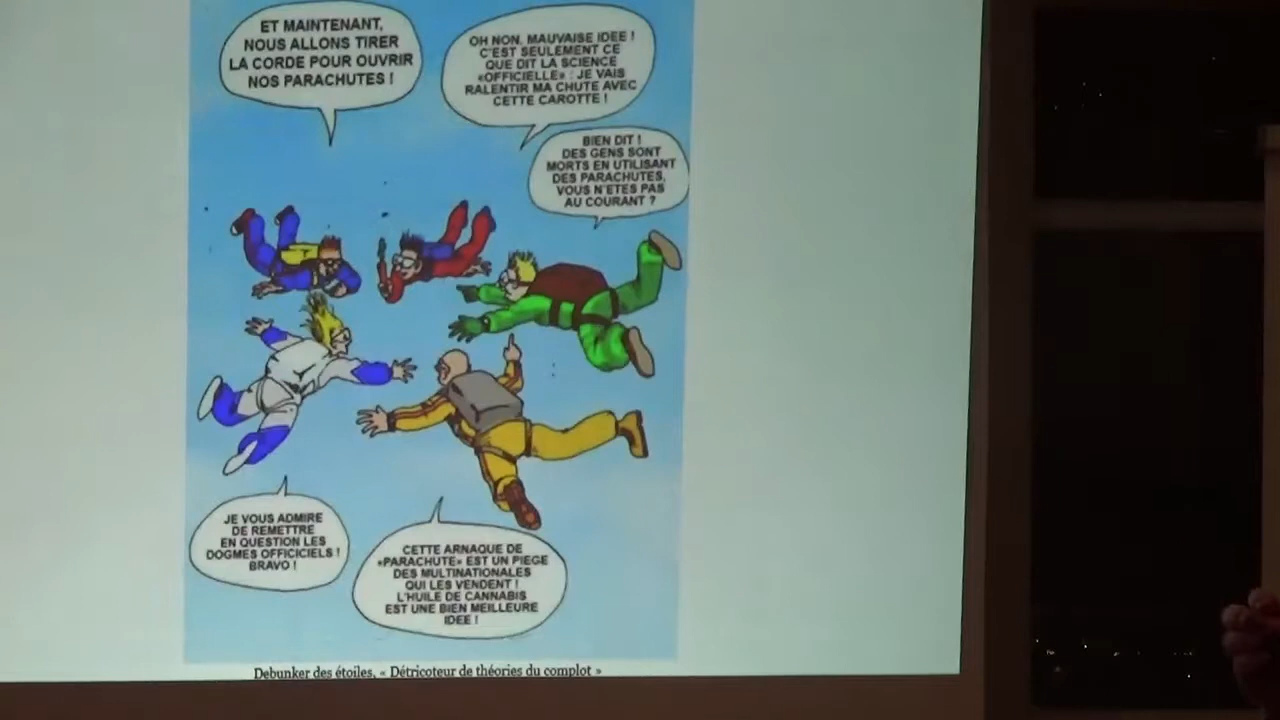 ET MAINTENANT,
NOUS ALLONS TIRER
LA CORDE POUR OUVRIR
NOS PARACHUTES !
OH NON, MAUVAISE IDEE !
C'EST SEULEMENT CE
QUE DIT LA SCIENCE
«OFFICIELLE» : JE VAIS
RALENTIR MA CHUTE AVEC
CETTE CAROTTE !
BIEN DIT !
DES GENS SONT
MORTS EN UTILISANT
DES PARACHUTES,
VOUS N'ETES PAS
AU COURANT ?
JE VOUS ADMIRE
DE REMETTRE
EN QUESTION LES
DOGMES OFFICICIELS !
BRAVO !
CETTE ARNAQUE DE
«PARACHUTE» EST UN PIEGE
DES MULTINATIONALES
QUI LES VENDENT !
L'HUILE DE CANNABIS
EST UNE BIEN MEILLEURE
IDEE !
Debunker des étoiles, « Détricoteur de théories du complot »